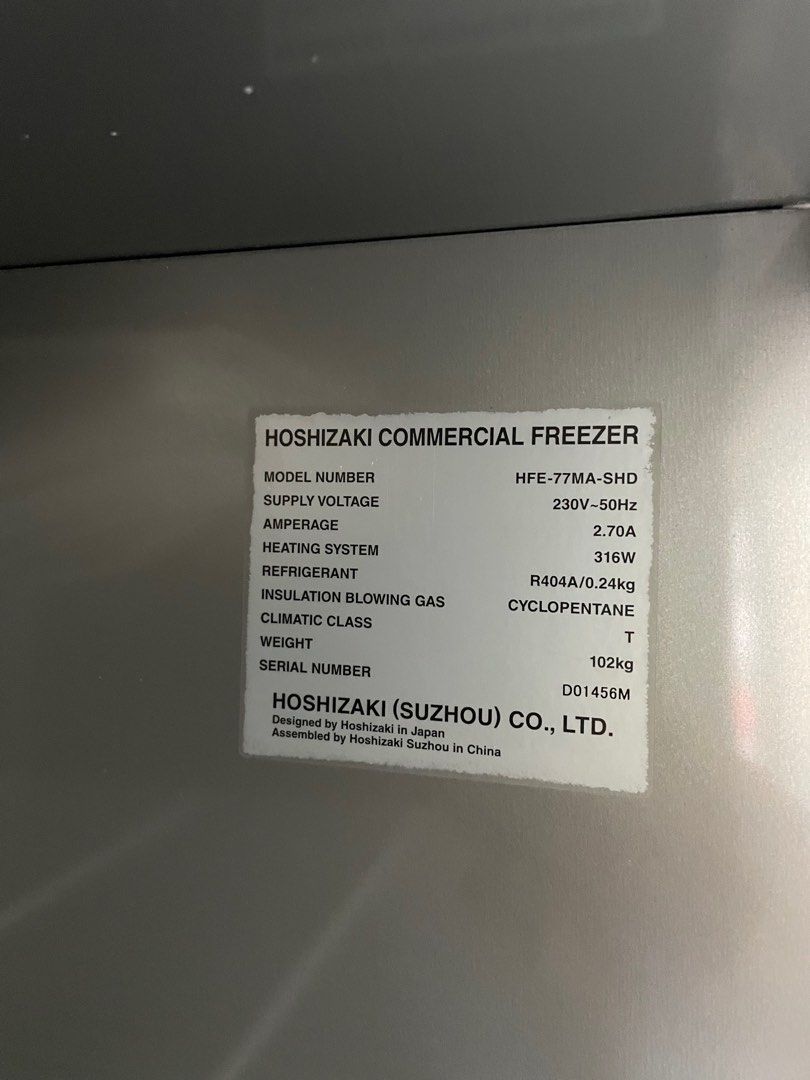 HOSHIZAKI COMMERCIAL FREEZER
MODEL NUMBER HFE-77MA-SHD
SUPPLY VOLTAGE 230V~50Hz
AMPERAGE 2.70A
HEATING SYSTEM 316W
REFRIGERANT R404A/0.24kg
INSULATION BLOWING GAS CYCLOPENTANE
CLIMATIC CLASS T
WEIGHT 102kg
SERIAL NUMBER D01456M
HOSHIZAKI (SUZHOU) CO., LTD.
Designed by Hoshizaki in Japan
Assembled by Hoshizaki Suzhou in China